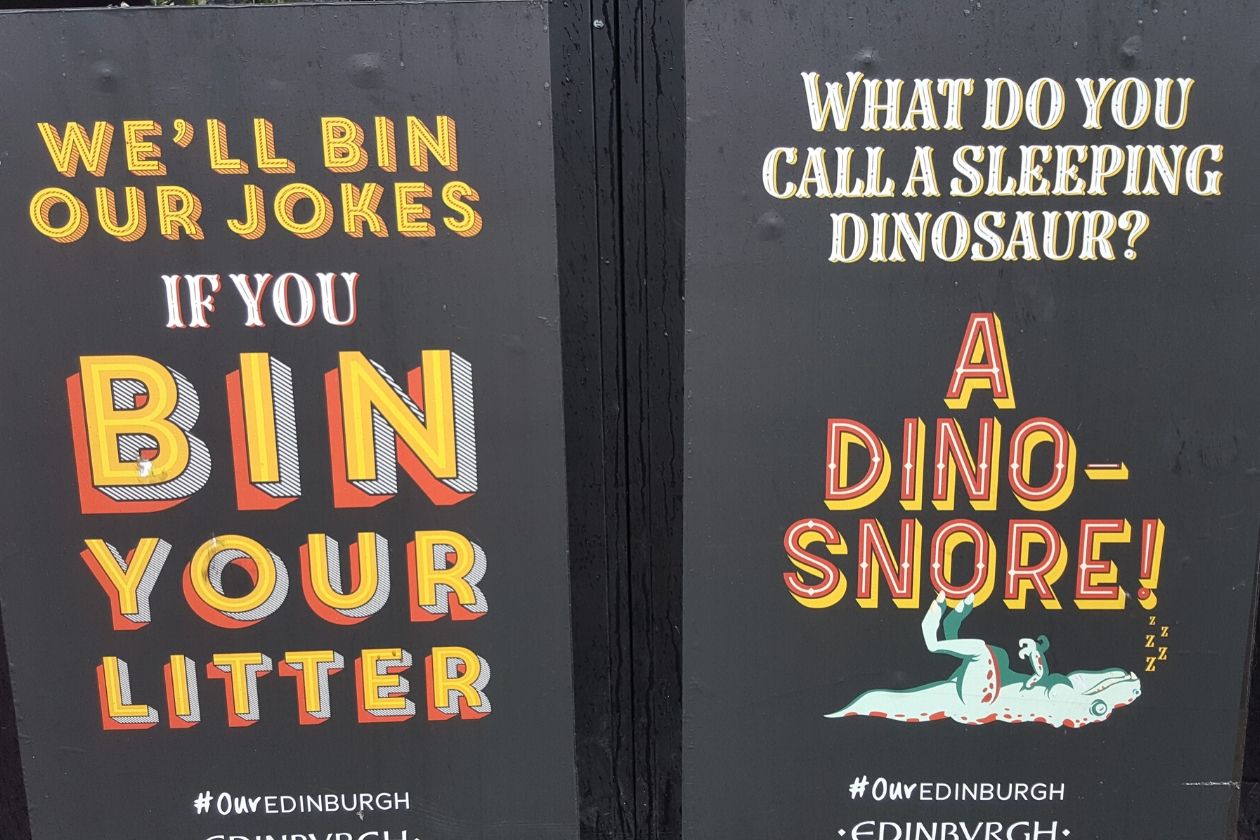 WE'LL BIN
OUR JOKES
IF YOU
BIN
YOUR
LITTER
#OurEDINBURGH
·EDINBVRGH·
WHAT DO YOU
CALL A SLEEPING
DINOSAUR?
A
DINO-
SNORE!
z
z
z
z
z
#OurEDINBURGH
·EDINBVRGH·